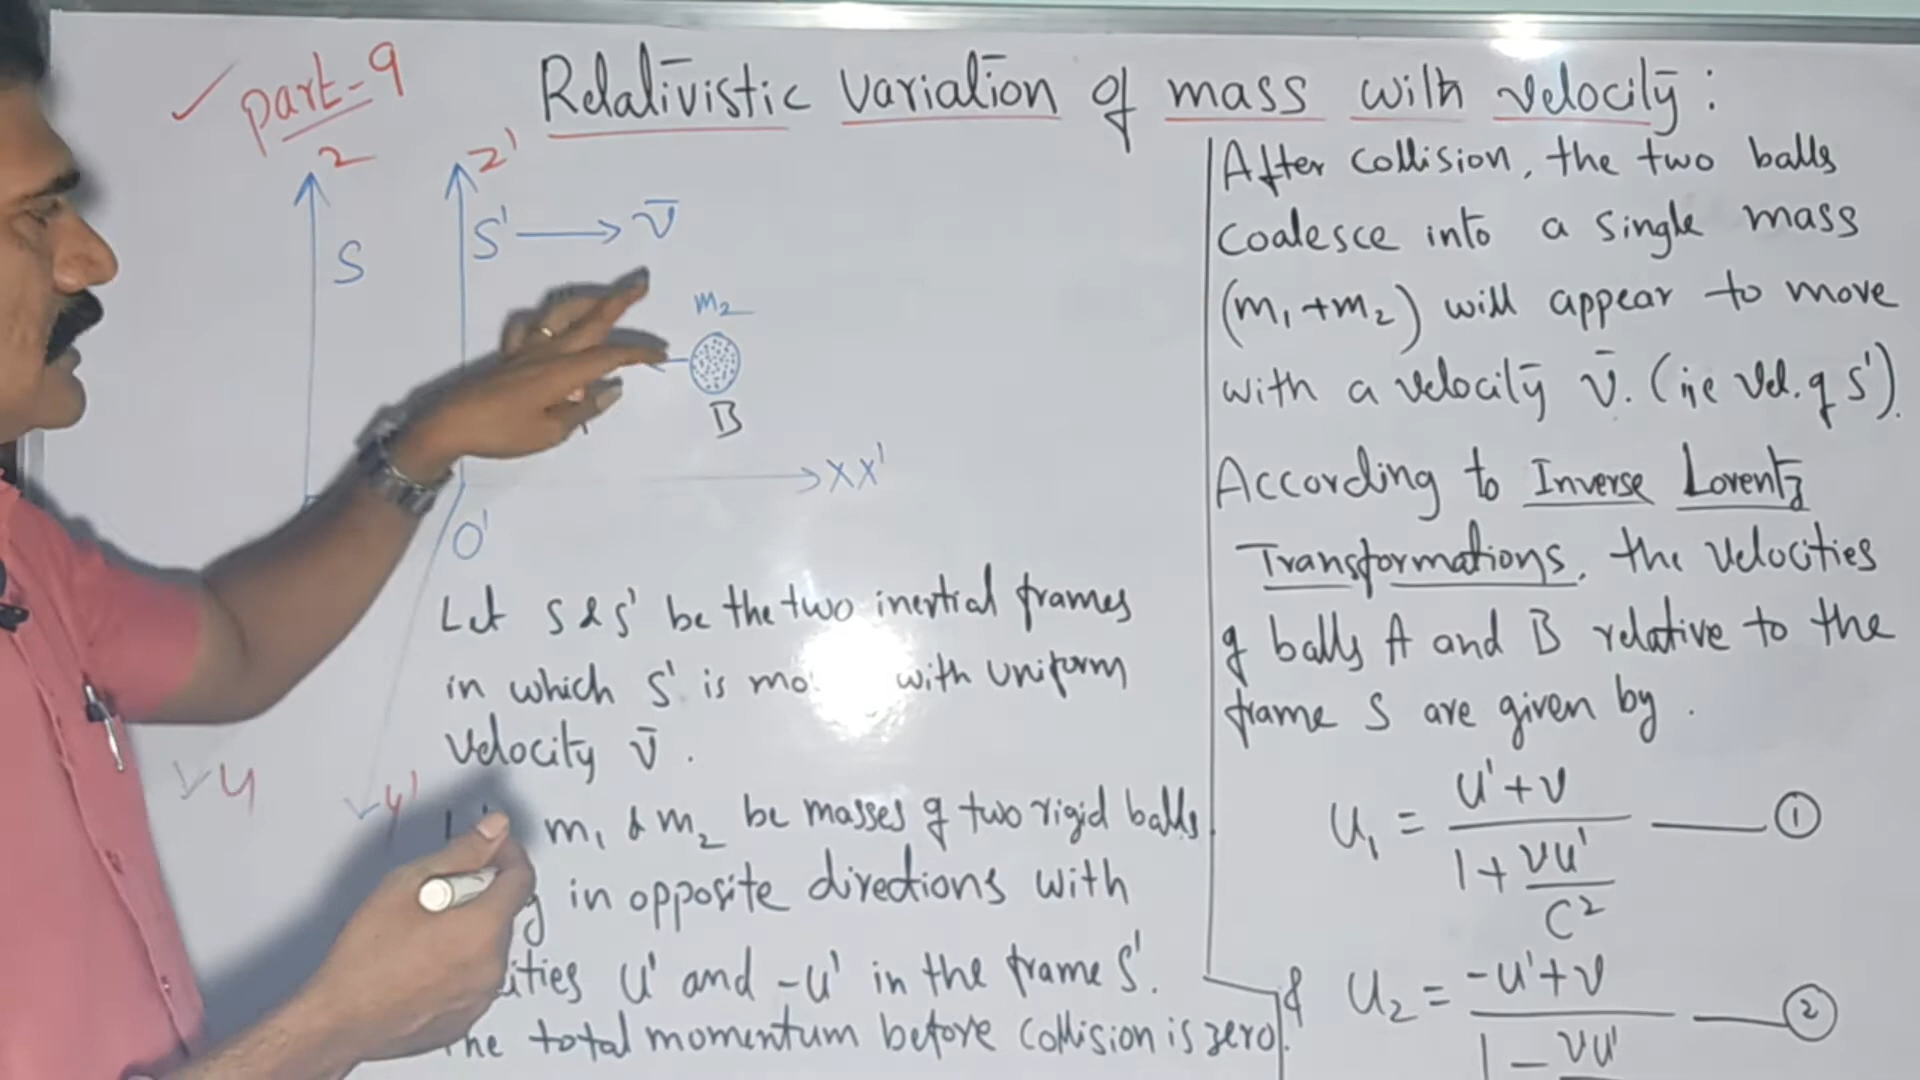 ✓ part-9
Relativistic variation of mass with velocity:
Z
Z'
S
S' → v̄
m₂
B
XX'
O'
y
y'
Let S & S' be the two inertial frames
in which S' is mo with uniform
velocity v̄.
m₁ & m₂ be masses of two rigid balls
g in opposite directions with
ities u' and -u' in the frame S'.
he total momentum before collision is zero.
After collision, the two balls
coalesce into a single mass
(m₁+m₂) will appear to move
with a velocity v̄. (i;e vel. of S').
According to Inverse Lorentz
Transformations, the velocities
of balls A and B relative to the
frame S are given by.
u₁ = (u'+v)/(1+vu'/c²) — ①
& u₂ = (-u'+v)/(1-vu' — ②